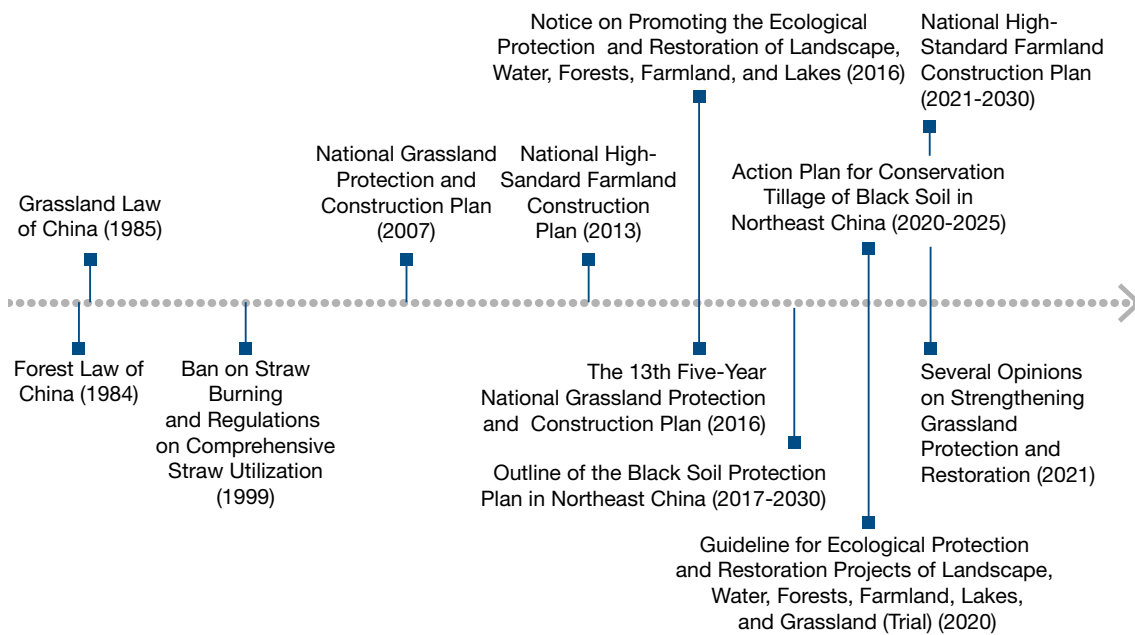 Notice on Promoting the Ecological
Protection and Restoration of Landscape,
Water, Forests, Farmland, and Lakes (2016)
National High-
Standard Farmland
Construction Plan
(2021-2030)
National Grassland
Protection and
Construction Plan
(2007)
National High-
Sandard Farmland
Construction
Plan (2013)
Action Plan for Conservation
Tillage of Black Soil in
Northeast China (2020-2025)
Grassland Law
of China (1985)
Forest Law of
China (1984)
Ban on Straw
Burning
and Regulations
on Comprehensive
Straw Utilization
(1999)
The 13th Five-Year
National Grassland Protection
and Construction Plan (2016)
Outline of the Black Soil Protection
Plan in Northeast China (2017-2030)
Several Opinions
on Strengthening
Grassland
Protection and
Restoration (2021)
Guideline for Ecological Protection
and Restoration Projects of Landscape,
Water, Forests, Farmland, Lakes,
and Grassland (Trial) (2020)